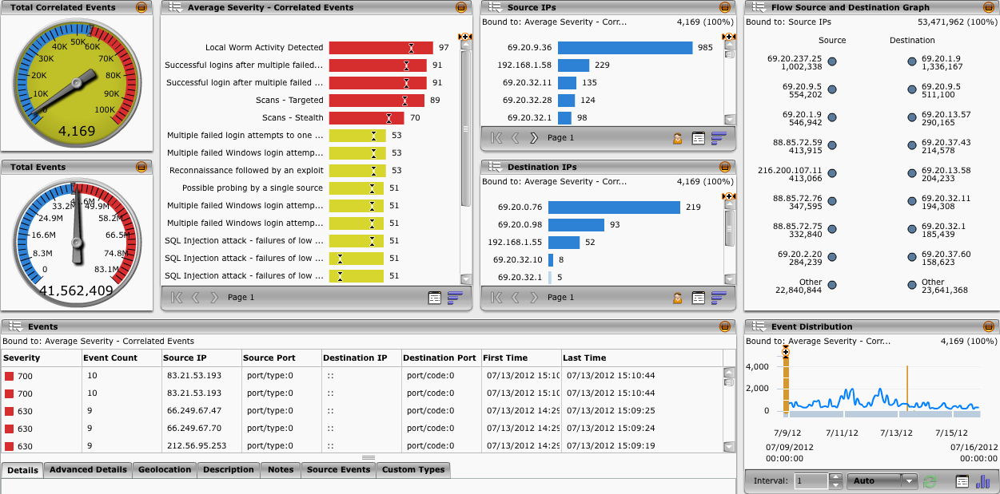 Total Correlated Events
50K
40K
60K
30K
70K
20K
80K
10K
90K
0
100K
4,169
Total Events
33.2M
49.9M
24.9M
58.2M
16.6M
66.5M
8.3M
74.8M
0
83.1M
41,562,409
Average Severity - Correlated Events
Local Worm Activity Detected 97
Successful logins after multiple failed... 91
Successful login after multiple failed ... 91
Scans - Targeted 89
Scans - Stealth 70
Multiple failed login attempts to one ... 53
Multiple failed Windows login attemp... 53
Reconnaissance followed by an exploit 53
Possible probing by a single source 51
Multiple failed Windows login attemp... 51
Multiple failed Windows login attemp... 51
SQL Injection attack - failures of low ... 51
SQL Injection attack - failures of low ... 51
SQL Injection attack - failures of low ... 51
Page 1
Source IPs
Bound to: Average Severity - Corr... 4,169 (100%)
69.20.9.36 985
192.168.1.58 229
69.20.32.11 135
69.20.32.28 124
69.20.32.1 98
Page 1
Destination IPs
Bound to: Average Severity - Corr... 4,169 (100%)
69.20.0.76 219
69.20.0.98 93
192.168.1.55 52
69.20.32.10 8
69.20.32.1 5
Page 1
Flow Source and Destination Graph
Bound to: Source IPs 53,471,962 (100%)
Source Destination
69.20.237.25 69.20.1.9
1,002,338 1,336,167
69.20.9.5 69.20.9.5
554,202 511,100
69.20.1.9 69.20.13.57
546,942 290,165
88.85.72.59 69.20.37.43
413,915 214,578
216.200.107.11 69.20.13.58
413,066 204,233
88.85.72.76 69.20.32.11
347,595 194,308
88.85.72.75 69.20.32.1
332,840 185,439
69.20.2.20 69.20.37.60
284,239 158,623
Other Other
22,840,844 23,641,368
Events
Bound to: Average Severity - Correlated Events
Severity Event Count Source IP Source Port Destination IP Destination Port First Time Last Time
700 10 83.21.53.193 port/type:0 :: port/code:0 07/13/2012 15:10 07/13/2012 15:10:44
700 10 83.21.53.193 port/type:0 :: port/code:0 07/13/2012 15:10 07/13/2012 15:10:44
630 9 66.249.67.47 port/type:0 :: port/code:0 07/13/2012 14:29 07/13/2012 15:09:25
630 9 66.249.67.70 port/type:0 :: port/code:0 07/13/2012 14:29 07/13/2012 15:09:24
630 9 212.56.95.253 port/type:0 :: port/code:0 07/13/2012 14:29 07/13/2012 15:09:19
Details Advanced Details Geolocation Description Notes Source Events Custom Types
Event Distribution
Bound to: Average Severity - Corr... 4,169 (100%)
4,000
2,000
0
7/9/12 7/11/12 7/13/12 7/15/12
07/09/2012 07/16/2012
00:00:00 00:00:00
Interval: 1 Auto